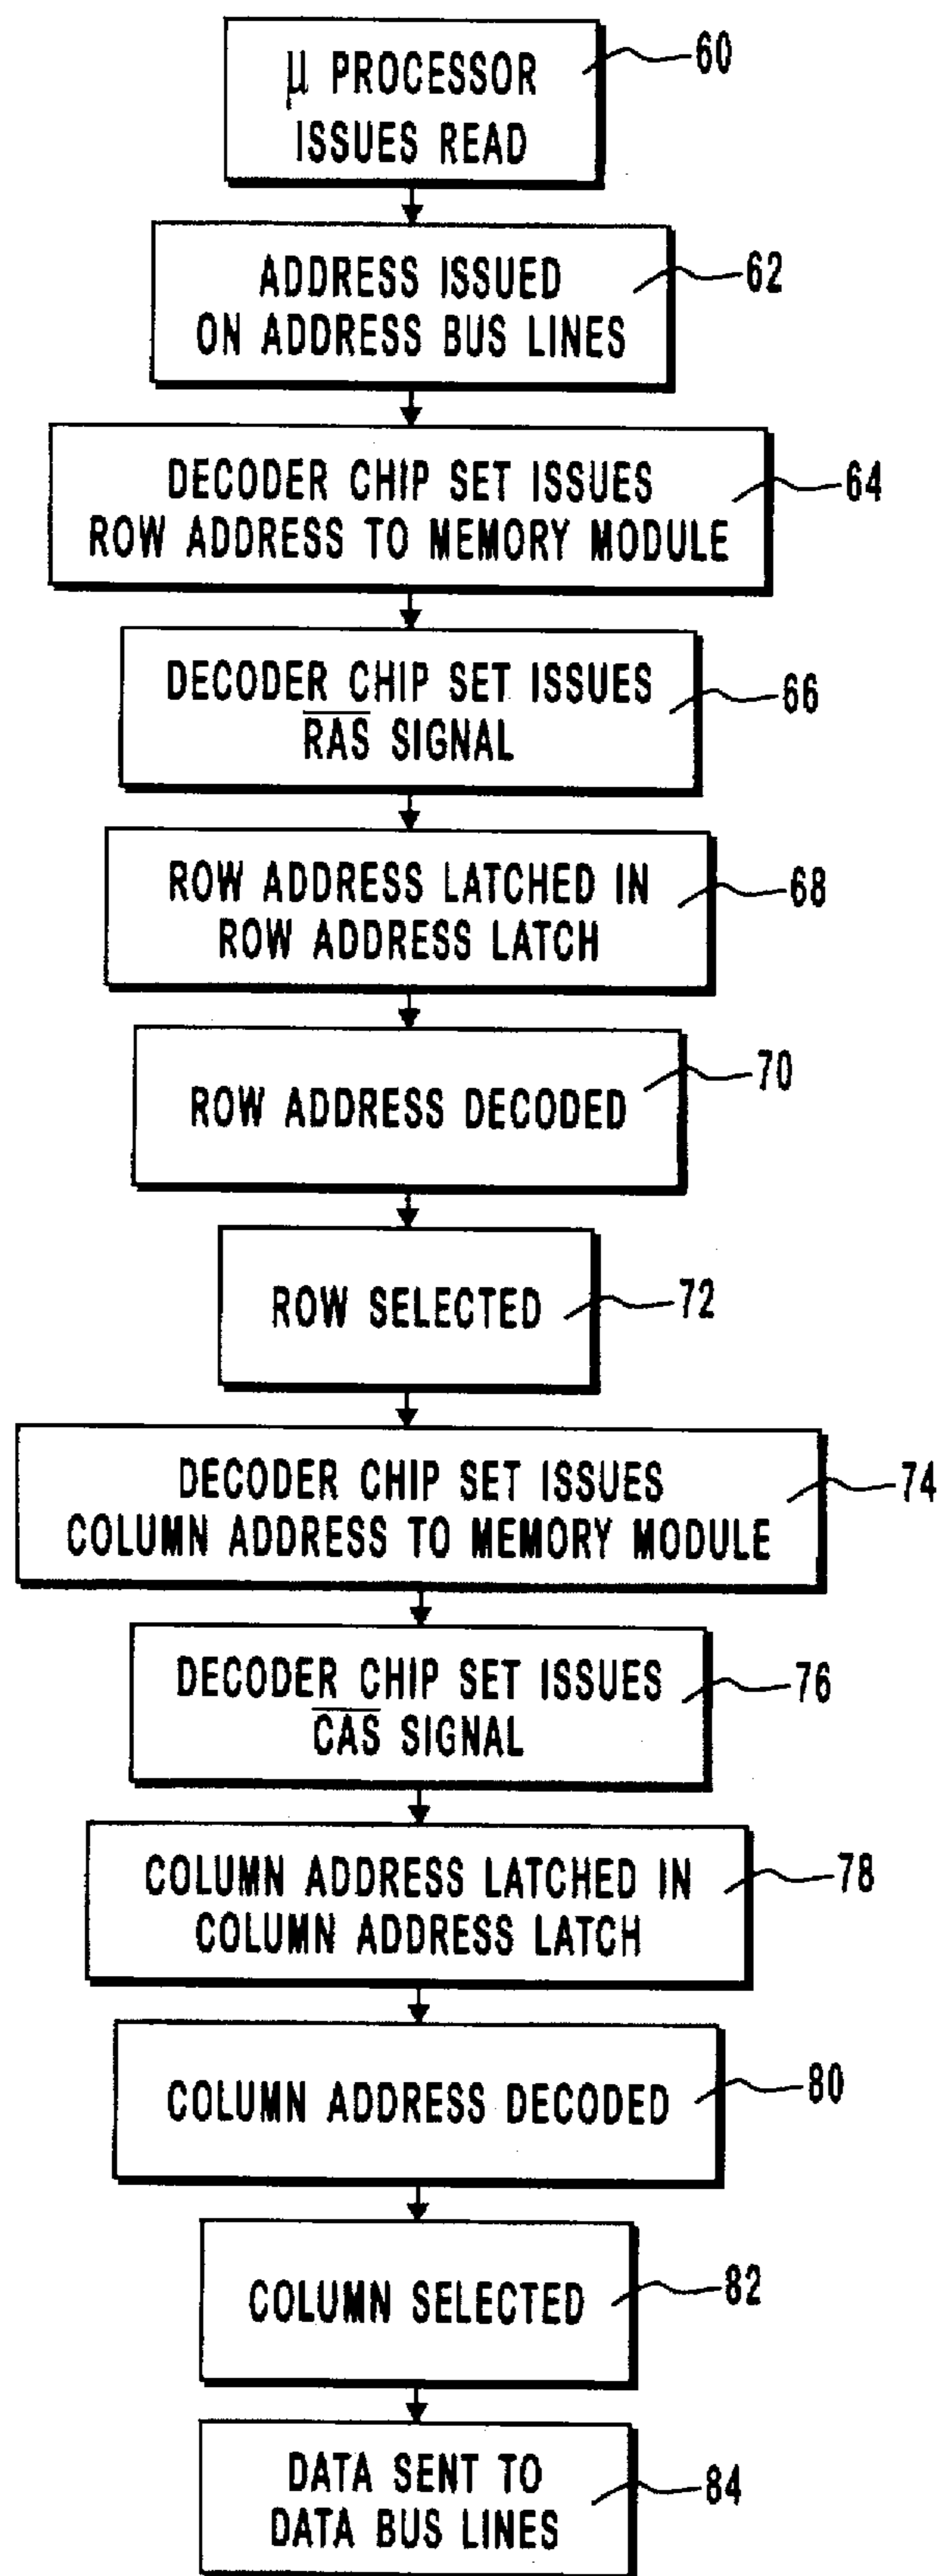 μ PROCESSOR
ISSUES READ
60
ADDRESS ISSUED
ON ADDRESS BUS LINES
62
DECODER CHIP SET ISSUES
ROW ADDRESS TO MEMORY MODULE
64
DECODER CHIP SET ISSUES
R̅A̅S̅ SIGNAL
66
ROW ADDRESS LATCHED IN
ROW ADDRESS LATCH
68
ROW ADDRESS DECODED
70
ROW SELECTED
72
DECODER CHIP SET ISSUES
COLUMN ADDRESS TO MEMORY MODULE
74
DECODER CHIP SET ISSUES
C̅A̅S̅ SIGNAL
76
COLUMN ADDRESS LATCHED IN
COLUMN ADDRESS LATCH
78
COLUMN ADDRESS DECODED
80
COLUMN SELECTED
82
DATA SENT TO
DATA BUS LINES
84